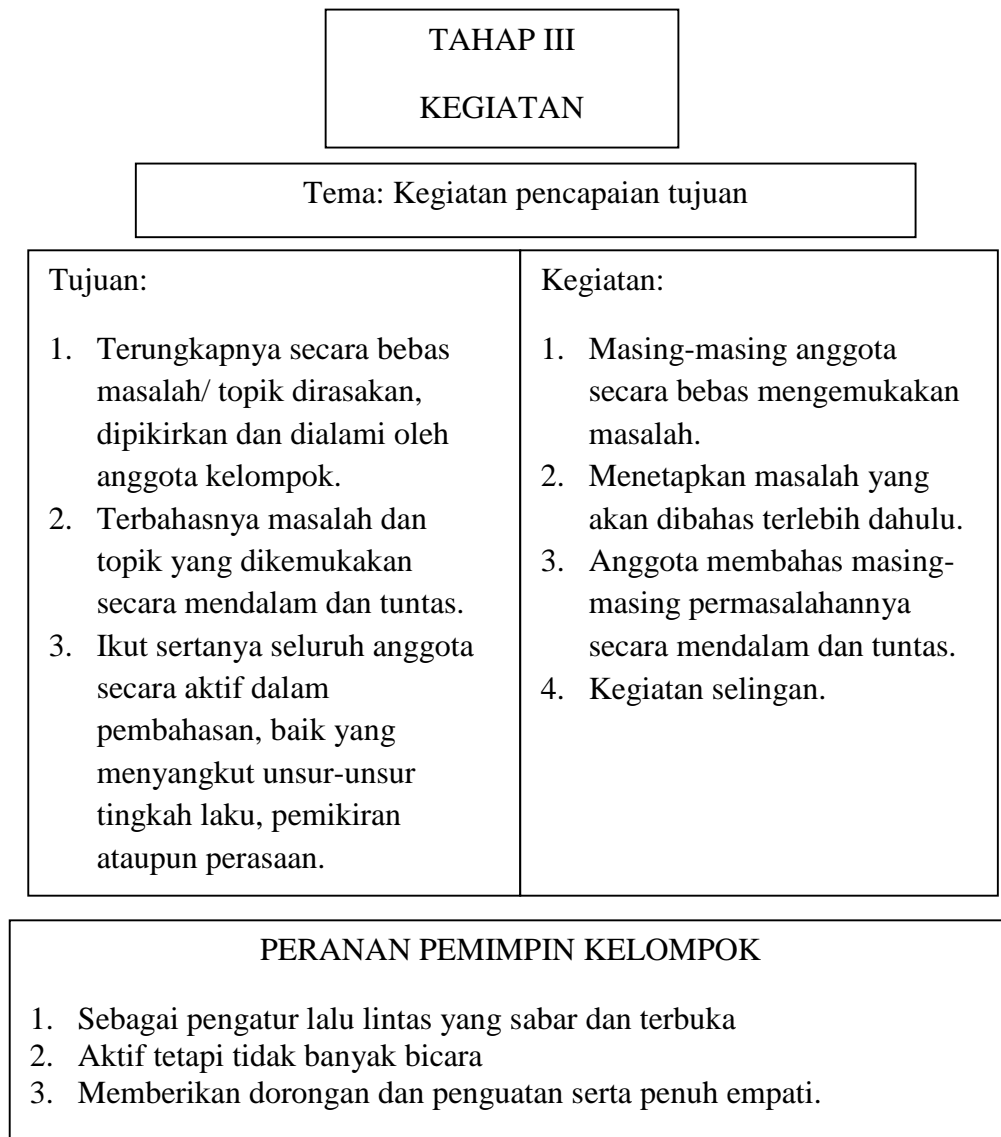 TAHAP III
KEGIATAN
Tema: Kegiatan pencapaian tujuan
Tujuan:
1. Terungkapnya secara bebas
masalah/ topik dirasakan,
dipikirkan dan dialami oleh
anggota kelompok.
2. Terbahasnya masalah dan
topik yang dikemukakan
secara mendalam dan tuntas.
3. Ikut sertanya seluruh anggota
secara aktif dalam
pembahasan, baik yang
menyangkut unsur-unsur
tingkah laku, pemikiran
ataupun perasaan.
Kegiatan:
1. Masing-masing anggota
secara bebas mengemukakan
masalah.
2. Menetapkan masalah yang
akan dibahas terlebih dahulu.
3. Anggota membahas masing-
masing permasalahannya
secara mendalam dan tuntas.
4. Kegiatan selingan.
PERANAN PEMIMPIN KELOMPOK
1. Sebagai pengatur lalu lintas yang sabar dan terbuka
2. Aktif tetapi tidak banyak bicara
3. Memberikan dorongan dan penguatan serta penuh empati.